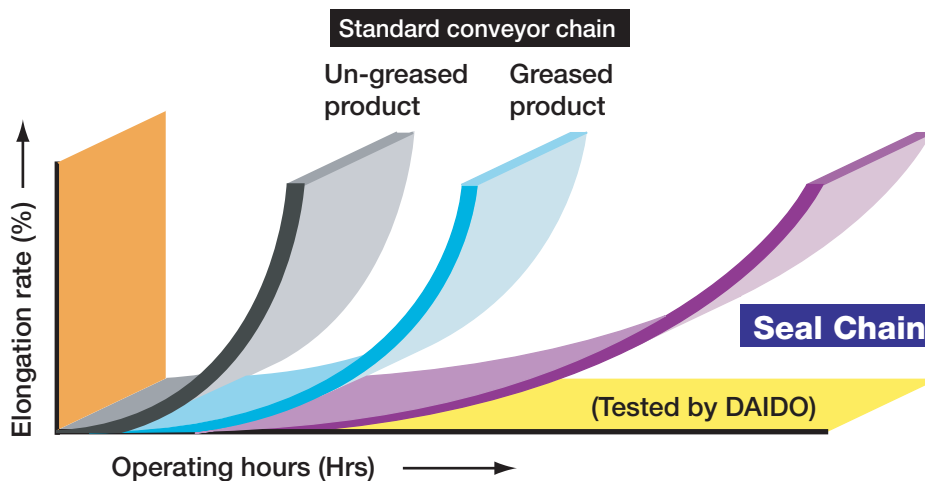 Standard conveyor chain
Un-greased
product
Greased
product
Elongation rate (%)
Seal Chain
(Tested by DAIDO)
Operating hours (Hrs)